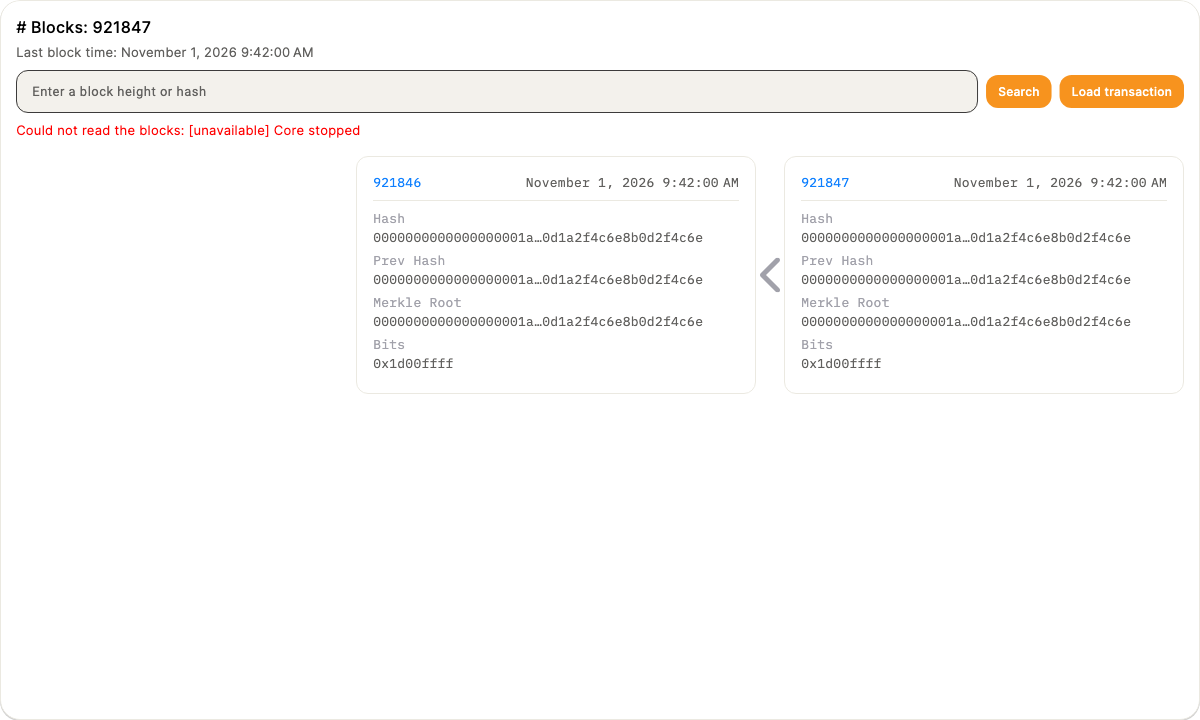 # Blocks: 921847
Last block time: November 1, 2026 9:42:00 AM
Enter a block height or hash
Search
Load transaction
Could not read the blocks: [unavailable] Core stopped
921846
November 1, 2026 9:42:00 AM
Hash
0000000000000000001a…0d1a2f4c6e8b0d2f4c6e
Prev Hash
0000000000000000001a…0d1a2f4c6e8b0d2f4c6e
Merkle Root
0000000000000000001a…0d1a2f4c6e8b0d2f4c6e
Bits
0x1d00ffff
921847
November 1, 2026 9:42:00 AM
Hash
0000000000000000001a…0d1a2f4c6e8b0d2f4c6e
Prev Hash
0000000000000000001a…0d1a2f4c6e8b0d2f4c6e
Merkle Root
0000000000000000001a…0d1a2f4c6e8b0d2f4c6e
Bits
0x1d00ffff